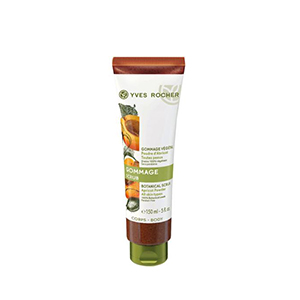 YVES ROCHER
GOMMAGE VÉGÉTAL
Poudre d'Abricot
Toutes peaux
GOMMAGE
SCRUB
BOTANICAL SCRUB
Apricot Powder
All skin types
150 ml - 5 fl.oz
CORPS - BODY